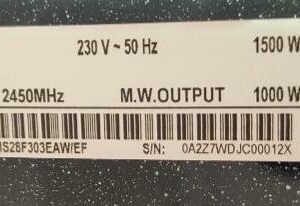 230 V ~ 50 Hz 1500 W
2450MHz M.W.OUTPUT 1000 W
MS28F303EAW/EF S/N: 0A2Z7WDJC00012X